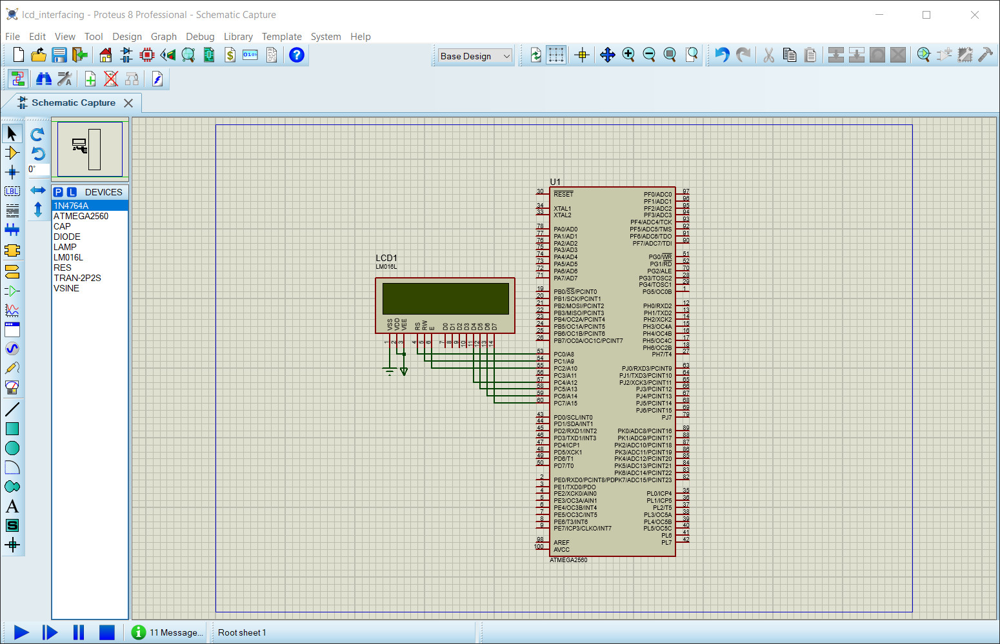 lcd_interfacing - Proteus 8 Professional - Schematic Capture
File Edit View Tool Design Graph Debug Library Template System Help
Base Design
Schematic Capture
0°
LBL
A
S
P L DEVICES
1N4764A
ATMEGA2560
CAP
DIODE
LAMP
LM016L
RES
TRAN-2P2S
VSINE
LCD1
LM016L
VSS VDD VEE RS RW E D0 D1 D2 D3 D4 D5 D6 D7
1 2 3 4 5 6 7 8 9 10 11 12 13 14
U1
30 RESET PF0/ADC0 97
PF1/ADC1 96
34 XTAL1 PF2/ADC2 95
33 XTAL2 PF3/ADC3 94
PF4/ADC4/TCK 93
78 PA0/AD0 PF5/ADC5/TMS 92
77 PA1/AD1 PF6/ADC6/TDO 91
76 PA2/AD2 PF7/ADC7/TDI 90
75 PA3/AD3
74 PA4/AD4 PG0/WR 51
73 PA5/AD5 PG1/RD 52
72 PA6/AD6 PG2/ALE 70
71 PA7/AD7 PG3/TOSC2 28
PG4/TOSC1 29
19 PB0/SS/PCINT0 PG5/OC0B 1
20 PB1/SCK/PCINT1
21 PB2/MOSI/PCINT2 PH0/RXD2 12
22 PB3/MISO/PCINT3 PH1/TXD2 13
23 PB4/OC2A/PCINT4 PH2/XCK2 14
24 PB5/OC1A/PCINT5 PH3/OC4A 15
25 PB6/OC1B/PCINT6 PH4/OC4B 16
26 PB7/OC0A/OC1C/PCINT7 PH5/OC4C 17
PH6/OC2B 18
53 PC0/A8 PH7/T4 27
54 PC1/A9
55 PC2/A10 PJ0/RXD3/PCINT9 63
56 PC3/A11 PJ1/TXD3/PCINT10 64
57 PC4/A12 PJ2/XCK3/PCINT11 65
58 PC5/A13 PJ3/PCINT12 66
59 PC6/A14 PJ4/PCINT13 67
60 PC7/A15 PJ5/PCINT14 68
PJ6/PCINT15 69
43 PD0/SCL/INT0 PJ7 79
44 PD1/SDA/INT1
45 PD2/RXD1/INT2 PK0/ADC8/PCINT16 89
46 PD3/TXD1/INT3 PK1/ADC9/PCINT17 88
47 PD4/ICP1 PK2/ADC10/PCINT18 87
48 PD5/XCK1 PK3/ADC11/PCINT19 86
49 PD6/T1 PK4/ADC12/PCINT20 85
50 PD7/T0 PK5/ADC13/PCINT21 84
PK6/ADC14/PCINT22 83
2 PE0/RXD0/PCINT8/PDI PK7/ADC15/PCINT23 82
3 PE1/TXD0/PDO
4 PE2/XCK0/AIN0 PL0/ICP4 35
5 PE3/OC3A/AIN1 PL1/ICP5 36
6 PE4/OC3B/INT4 PL2/T5 37
7 PE5/OC3C/INT5 PL3/OC5A 38
8 PE6/T3/INT6 PL4/OC5B 39
9 PE7/ICP3/CLKO/INT7 PL5/OC5C 40
PL6 41
98 AREF PL7 42
100 AVCC
ATMEGA2560
11 Message...
Root sheet 1